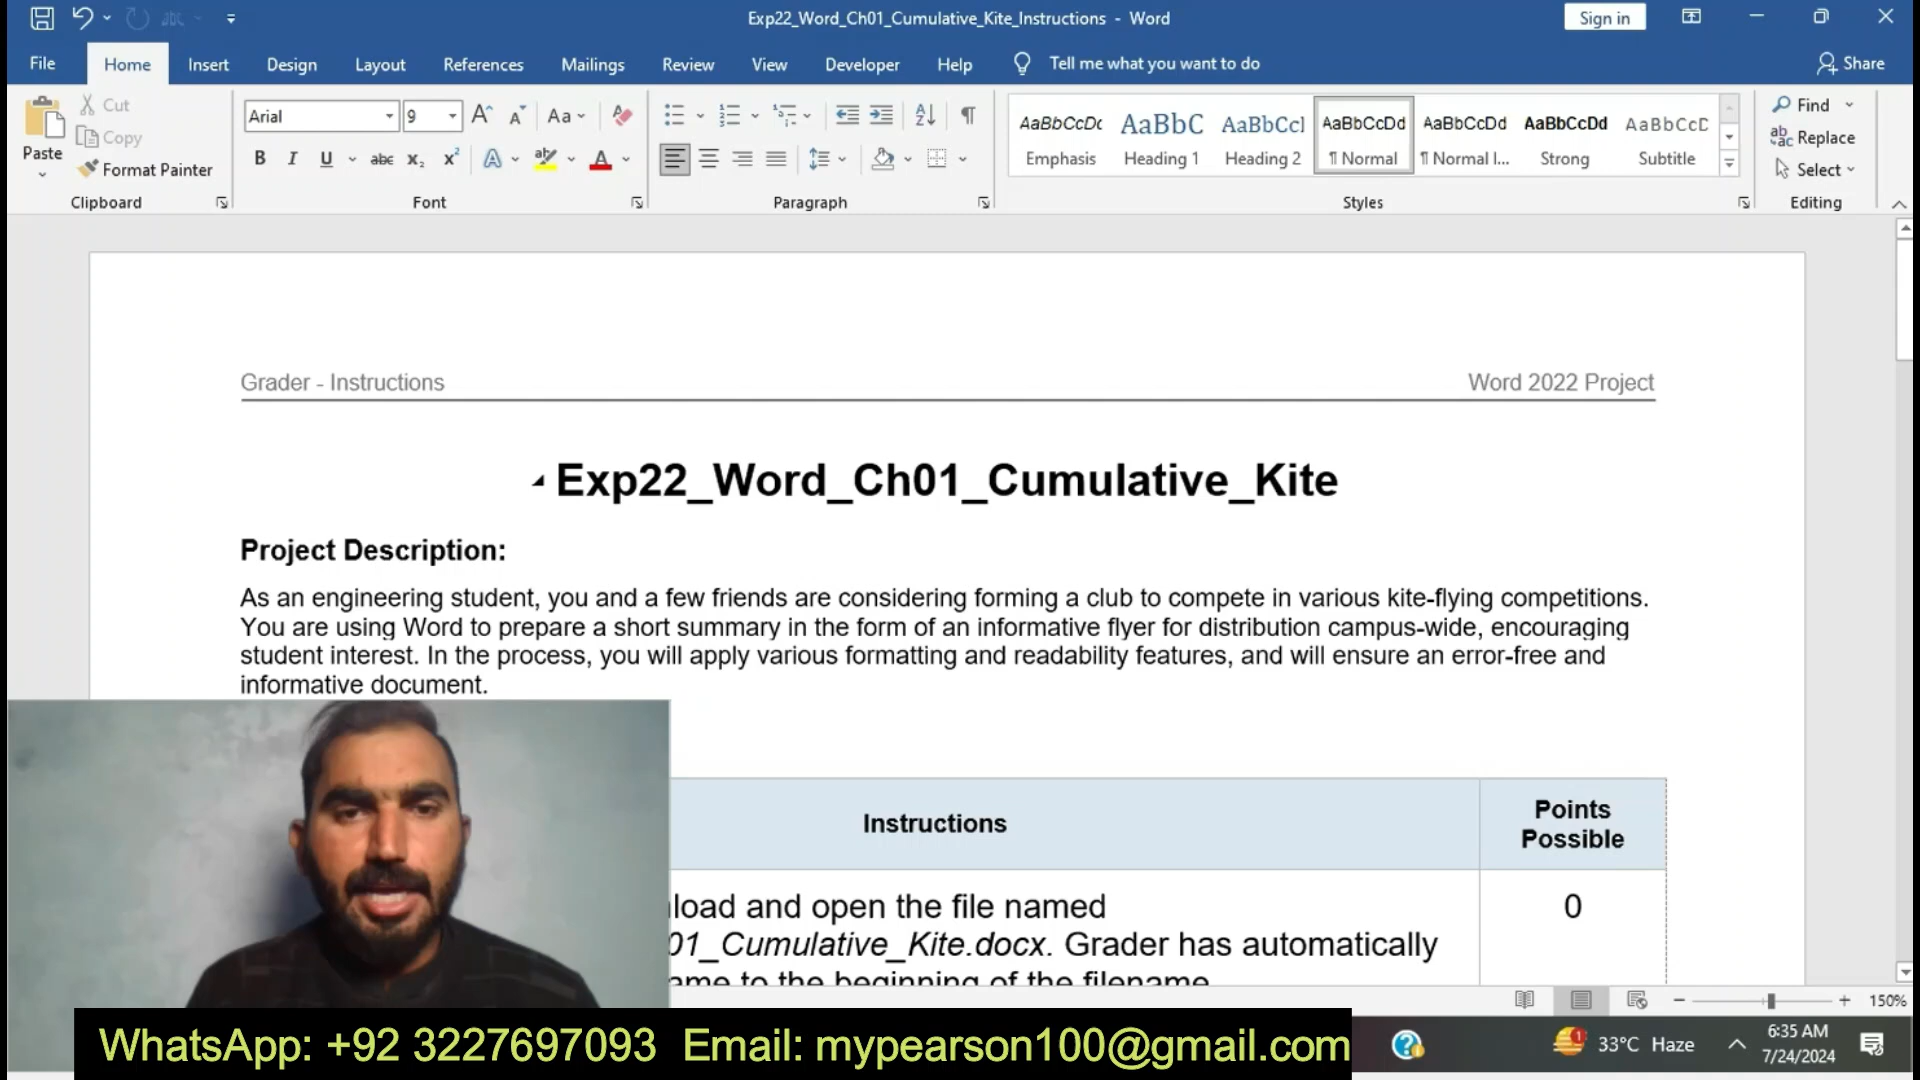 Exp22_Word_Ch01_Cumulative_Kite_Instructions - Word
Sign in
File Home Insert Design Layout References Mailings Review View Developer Help Tell me what you want to do Share
Paste
Cut
Copy
Format Painter
Clipboard
Arial 9
Font
Paragraph
AaBbCcDc AaBbC AaBbCcI AaBbCcDd AaBbCcDd AaBbCcDd AaBbCcD
Emphasis Heading 1 Heading 2 ¶ Normal ¶ Normal I... Strong Subtitle
Styles
Find
Replace
Select
Editing
Grader - Instructions Word 2022 Project
Exp22_Word_Ch01_Cumulative_Kite
Project Description:
As an engineering student, you and a few friends are considering forming a club to compete in various kite-flying competitions.
You are using Word to prepare a short summary in the form of an informative flyer for distribution campus-wide, encouraging
student interest. In the process, you will apply various formatting and readability features, and will ensure an error-free and
informative document.
Instructions
Points
Possible
load and open the file named 0
01_Cumulative_Kite.docx. Grader has automatically
ame to the beginning of the filename.
150%
WhatsApp: +92 3227697093 Email: mypearson100@gmail.com
33°C Haze
6:35 AM
7/24/2024